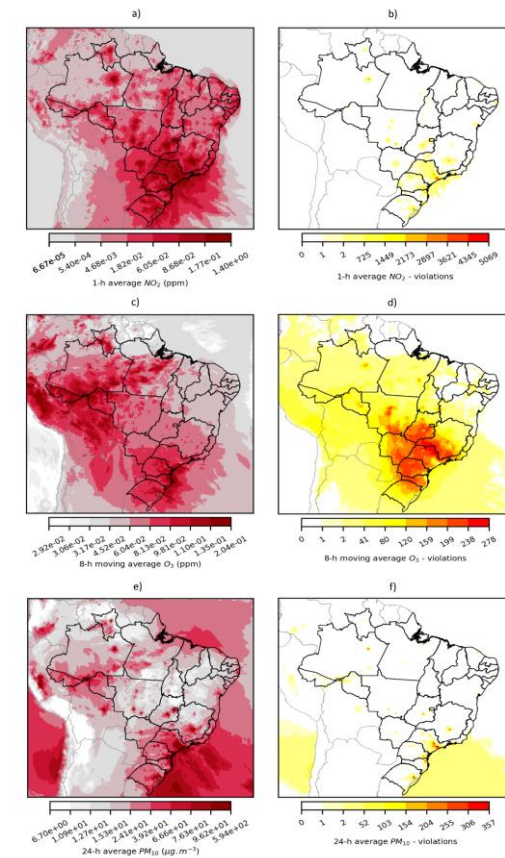 a)
b)
6.67e-05
5.40e-04
4.68e-03
1.82e-02
6.05e-02
8.68e-02
1.77e-01
1.40e+00
1-h average NO₂ (ppm)
0
1
2
725
1449
2173
2897
3621
4345
5069
1-h average NO₂ - violations
c)
d)
2.92e-02
3.06e-02
3.17e-02
4.52e-02
6.04e-02
8.13e-02
9.81e-02
1.10e-01
1.35e-01
2.04e-01
8-h moving average O₃ (ppm)
0
1
2
41
80
120
159
199
238
278
8-h moving average O₃ - violations
e)
f)
6.70e+00
1.09e+01
1.27e+01
1.53e+01
2.41e+01
3.92e+01
6.66e+01
7.63e+01
9.62e+01
5.94e+02
24-h average PM₁₀ (μg.m⁻³)
0
1
2
52
103
154
204
255
306
357
24-h average PM₁₀ - violations